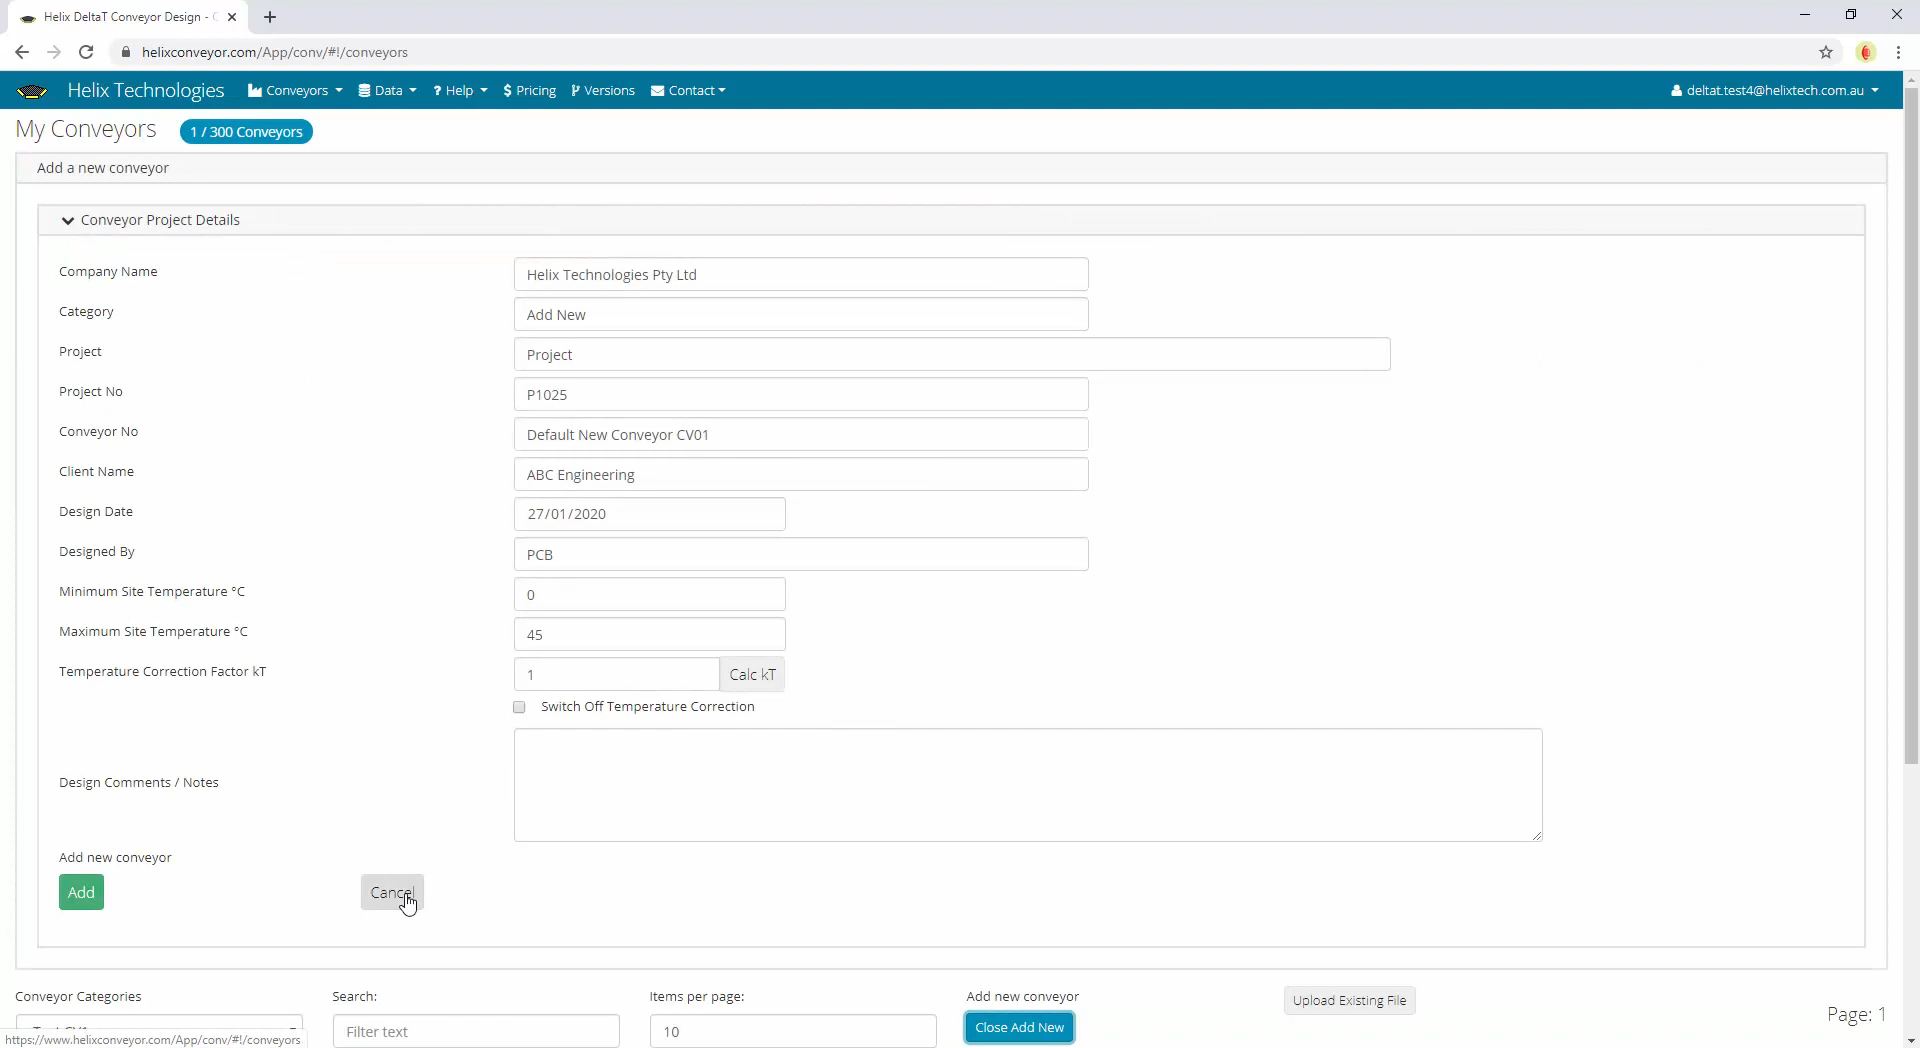 Helix DeltaT Conveyor Design - C
helixconveyor.com/App/conv/#!/conveyors
Helix Technologies
Conveyors
Data
? Help
$ Pricing
Versions
Contact
deltat.test4@helixtech.com.au
My Conveyors
1 / 300 Conveyors
Add a new conveyor
Conveyor Project Details
Company Name
Helix Technologies Pty Ltd
Category
Add New
Project
Project
Project No
P1025
Conveyor No
Default New Conveyor CV01
Client Name
ABC Engineering
Design Date
27/01/2020
Designed By
PCB
Minimum Site Temperature °C
0
Maximum Site Temperature °C
45
Temperature Correction Factor kT
1
Calc kT
Switch Off Temperature Correction
Design Comments / Notes
Add new conveyor
Add
Cancel
Conveyor Categories
Search:
Filter text
Items per page:
10
Add new conveyor
Close Add New
Upload Existing File
Page: 1
https://www.helixconveyor.com/App/conv/#!/conveyors